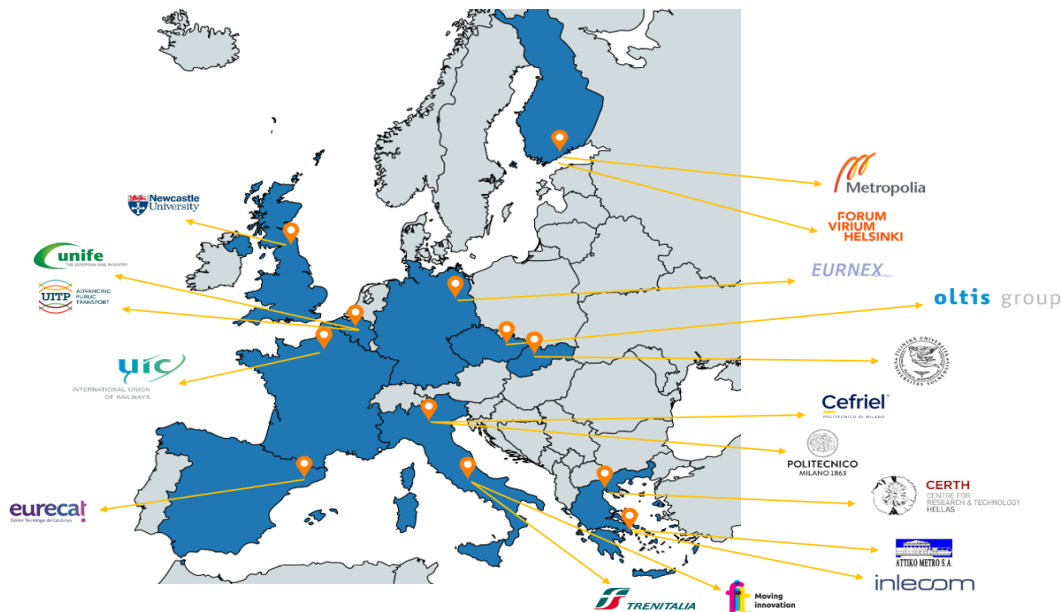 Metropolia
Newcastle
University
FORUM
VIRIUM
HELSINKI
unife
THE EUROPEAN RAIL INDUSTRY
EURNEX
UITP
ADVANCING
PUBLIC
TRANSPORT
oltis group
uic
INTERNATIONAL UNION
OF RAILWAYS
Cefriel
POLITECNICO DI MILANO
POLITECNICO
MILANO 1863
CERTH
CENTRE FOR
RESEARCH & TECHNOLOGY
HELLAS
eurecat
Centre Tecnològic de Catalunya
ATTIKO METRO S.A.
inlecom
TRENITALIA
Moving
innovation